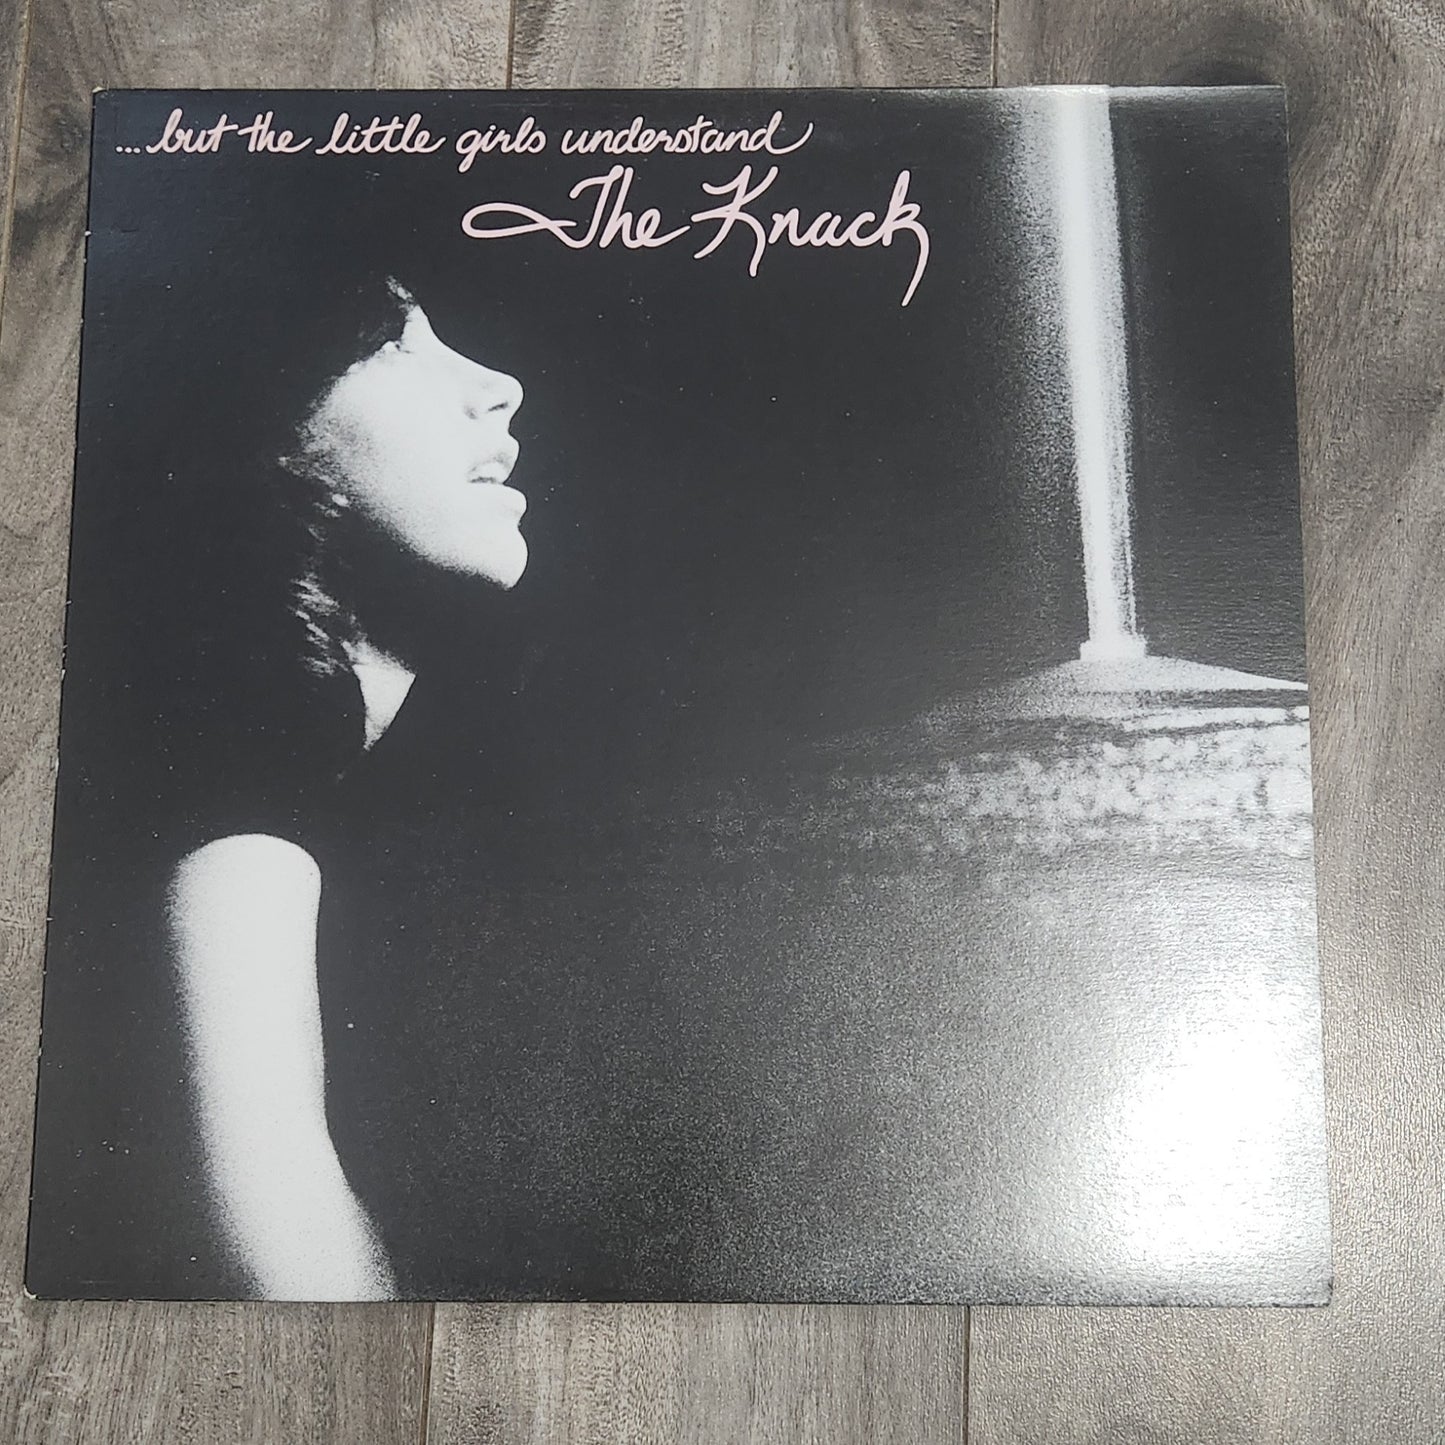 ...but the little girls understand
The Knack